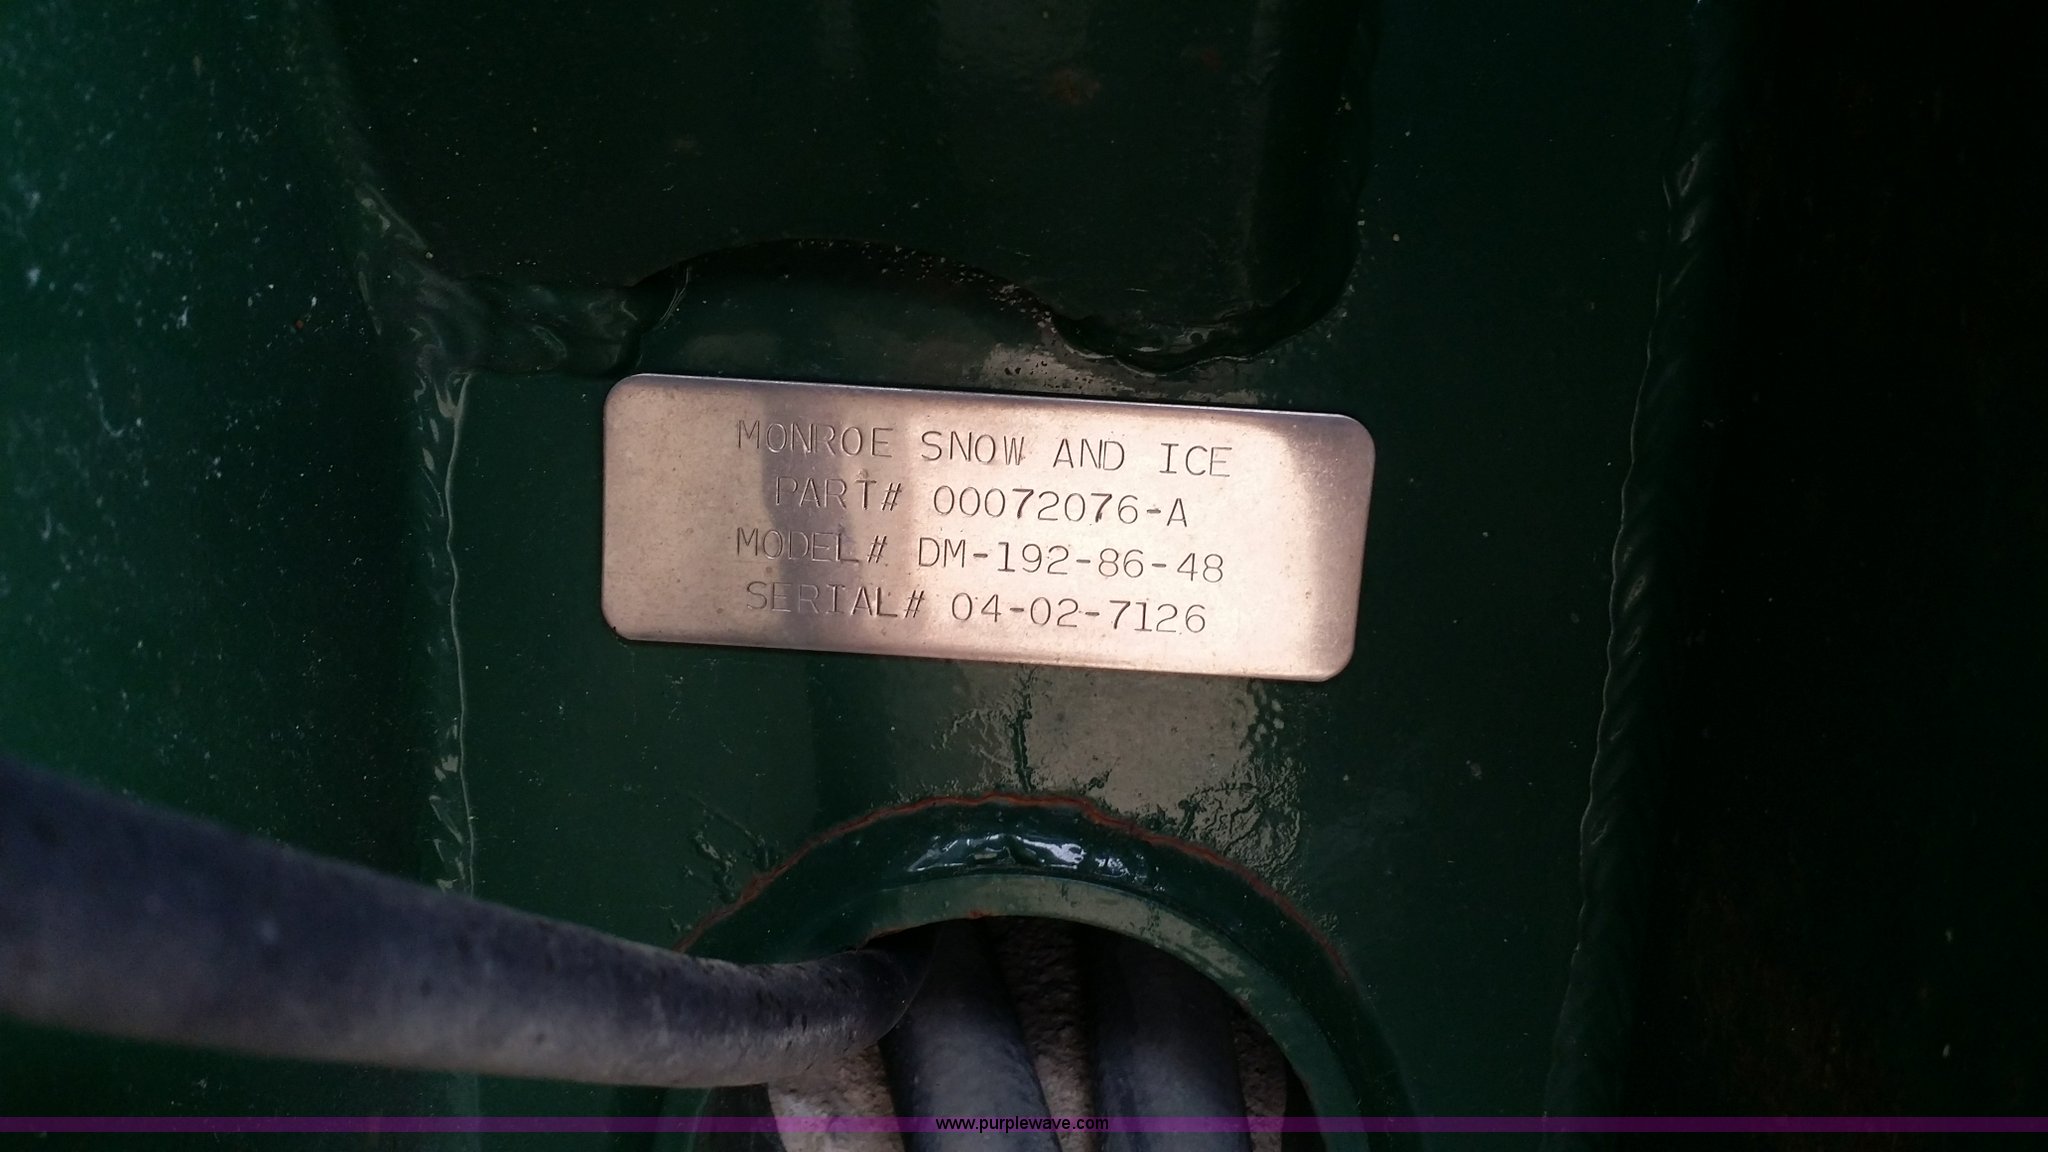 MONROE SNOW AND ICE
PART# 00072076-A
MODEL# DM-192-86-48
SERIAL# 04-02-7126
www.purplewave.com